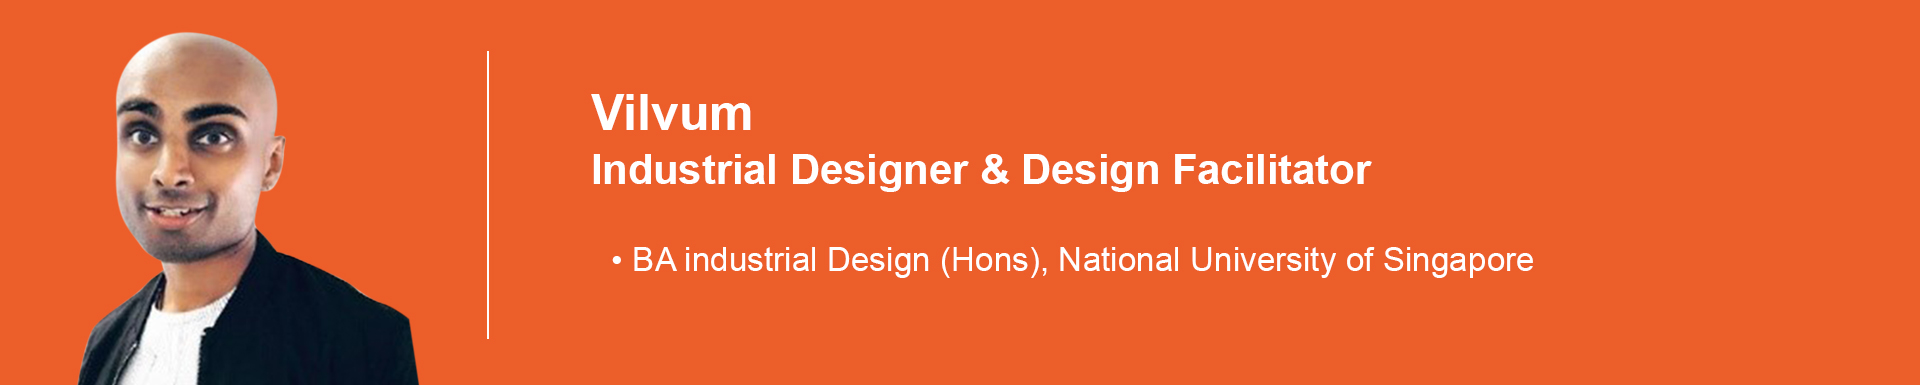 Vilvum
Industrial Designer & Design Facilitator
• BA industrial Design (Hons), National University of Singapore